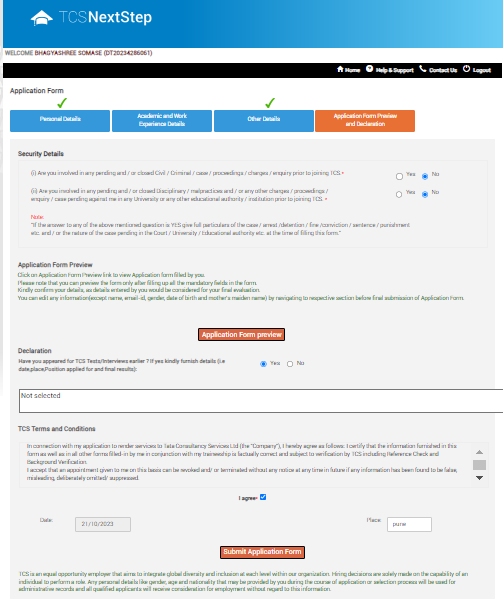 TCS NextStep
WELCOME BHAGYASHREE SOMASE (DT20234286061)
Home Help & Support Contact Us Logout
Application Form
Personal Details
Academic and Work
Experience Details
Other Details
Application Form Preview
and Declaration
Security Details
(i) Are you involved in any pending and / or closed Civil / Criminal / case / proceedings / charges / enquiry prior to joining TCS.* Yes No
(ii) Are you involved in any pending and / or closed Disciplinary / malpractices and / or any other charges / proceedings / Yes No
enquiry / case pending against me in any University or any other educational authority / institution prior to joining TCS. *
Note:
"If the answer to any of the above mentioned question is YES give full particulars of the case / arrest /detention / fine /conviction / sentence / punishment
etc. and / or the nature of the case pending in the Court / University / Educational authority etc. at the time of filling this form."
Application Form Preview
Click on Application Form Preview link to view Application form filled by you.
Please note that you can preview the form only after filling up all the mandatory fields in the form.
Kindly confirm your details, as details entered by you would be considered for your final evaluation.
You can edit any information(except name, email-id, gender, date of birth and mother's maiden name) by navigating to respective section before final submission of Application Form.
Application Form preview
Declaration
Have you appeared for TCS Tests/Interviews earlier ? If yes kindly furnish details (i.e Yes No
date,place,Position applied for and final results):
Not selected
TCS Terms and Conditions
In connection with my application to render services to Tata Consultancy Services Ltd (the "Company"), I hereby agree as follows: I certify that the information furnished in this
form as well as in all other forms filled-in by me in conjunction with my traineeship is factually correct and subject to verification by TCS including Reference Check and
Background Verification.
I accept that an appointment given to me on this basis can be revoked and/ or terminated without any notice at any time in future if any information has been found to be false,
misleading, deliberately omitted/ suppressed.
I agree*
Date: 21/10/2023 Place: pune
Submit Application Form
TCS is an equal opportunity employer that aims to integrate global diversity and inclusion at each level within our organization. Hiring decisions are solely made on the capability of an
individual to perform a role. Any personal details like gender, age and nationality that may be provided by you during the course of application or selection process will be used for
administrative records and all qualified applicants will receive consideration for employment without regard to this information.